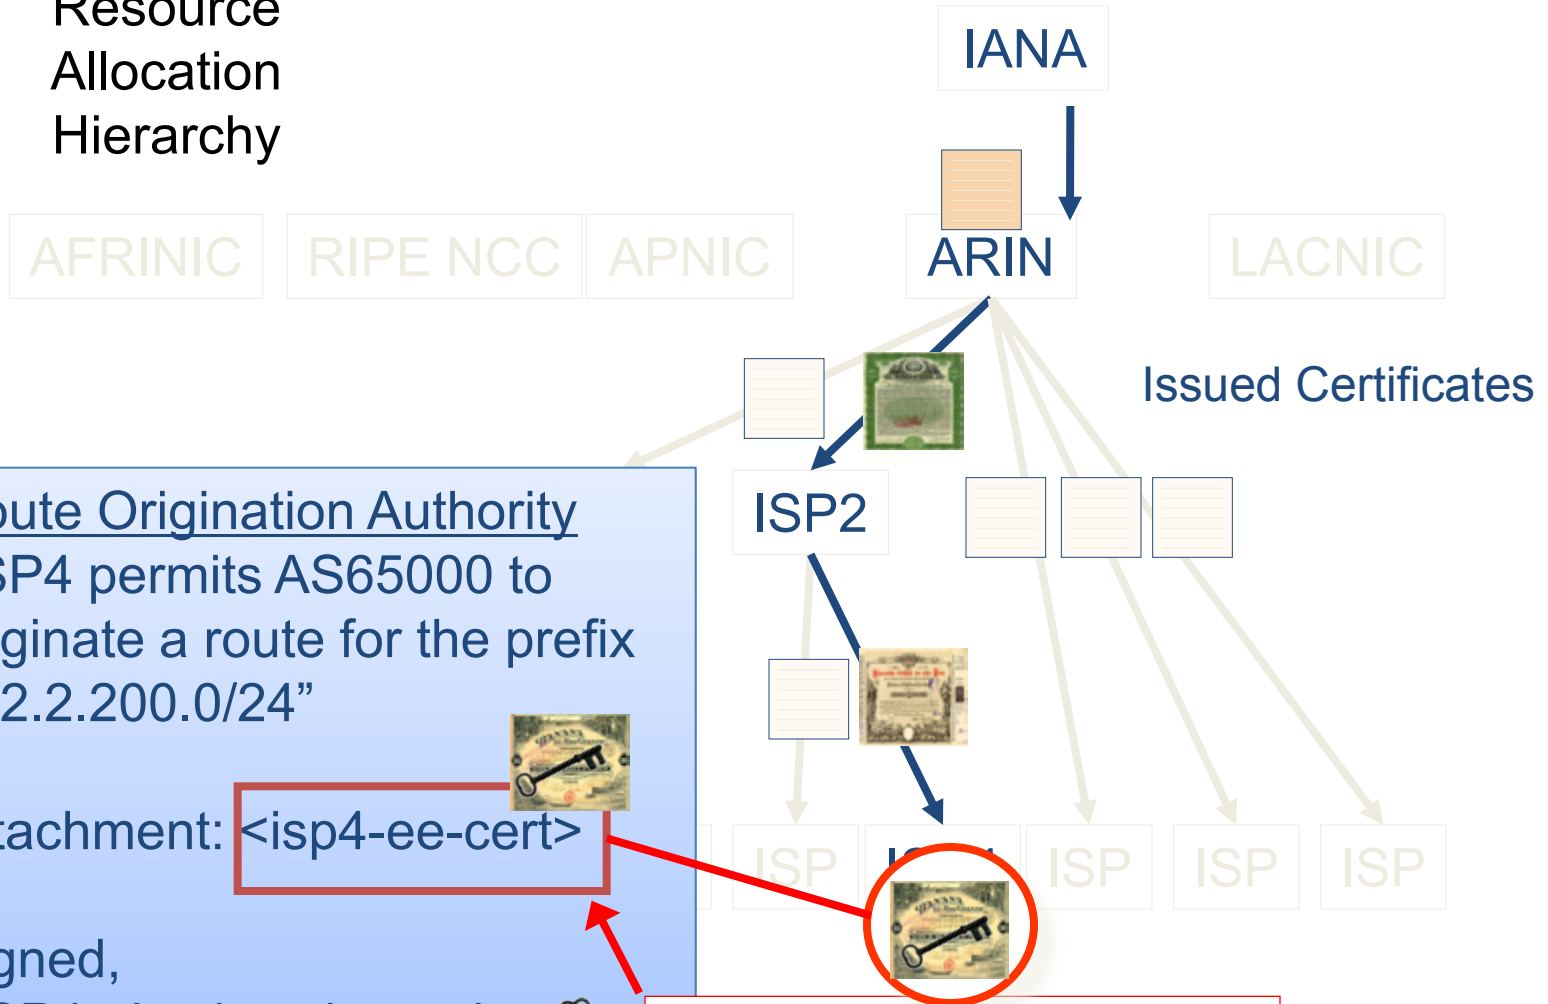 Resource
Allocation
Hierarchy
IANA
AFRINIC
RIPE NCC
APNIC
ARIN
LACNIC
Issued Certificates
ISP2
oute Origination Authority
SP4 permits AS65000 to
ginate a route for the prefix
2.2.200.0/24”
tachment: <isp4-ee-cert>
ISP
ISP
ISP
ISP
gned,